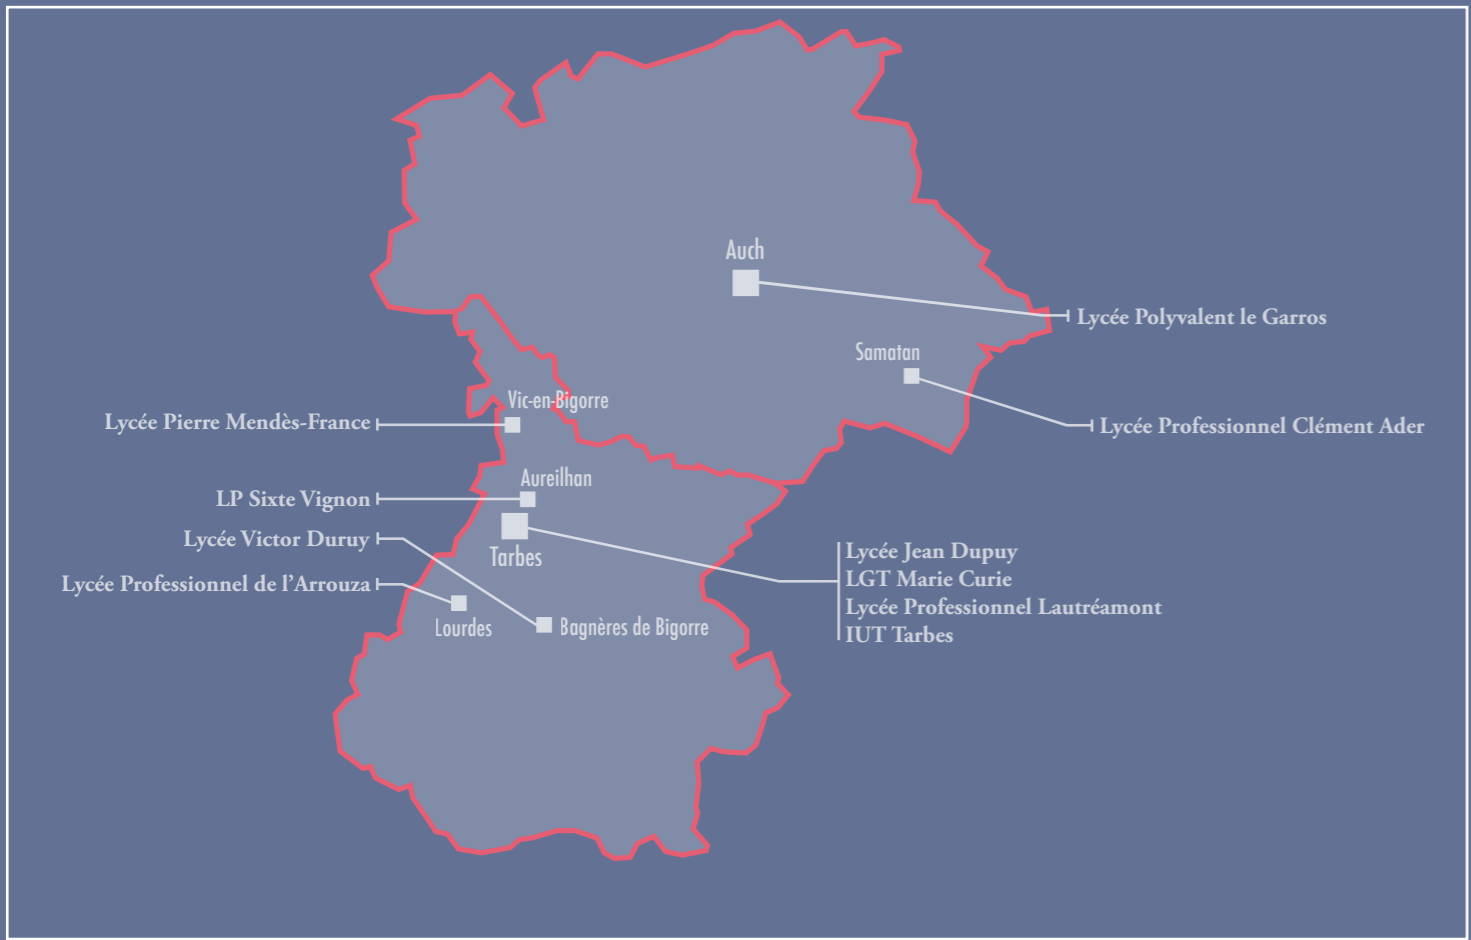 Auch
Lycée Polyvalent le Garros
Samatan
Lycée Professionnel Clément Ader
Vic-en-Bigorre
Lycée Pierre Mendès-France
Aureilhan
LP Sixte Vignon
Lycée Victor Duruy
Tarbes
Lycée Jean Dupuy
LGT Marie Curie
Lycée Professionnel Lautréamont
IUT Tarbes
Lycée Professionnel de l’Arrouza
Lourdes
Bagnères de Bigorre